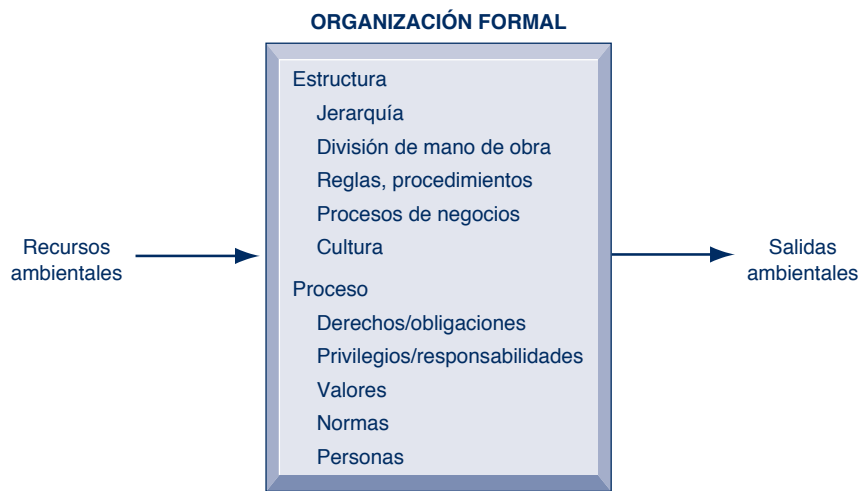 ORGANIZACIÓN FORMAL
Estructura
Jerarquía
División de mano de obra
Reglas, procedimientos
Procesos de negocios
Cultura
Proceso
Derechos/obligaciones
Privilegios/responsabilidades
Valores
Normas
Personas
Recursos
ambientales
Salidas
ambientales